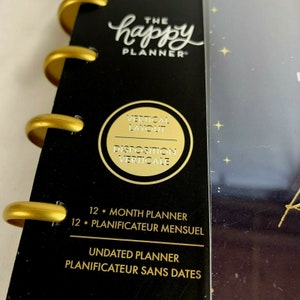 THE
happy
PLANNER®
VERTICAL
LAYOUT
DISPOSITION
VERTICALE
12 • MONTH PLANNER
12 • PLANIFICATEUR MENSUEL
UNDATED PLANNER
PLANIFICATEUR SANS DATES